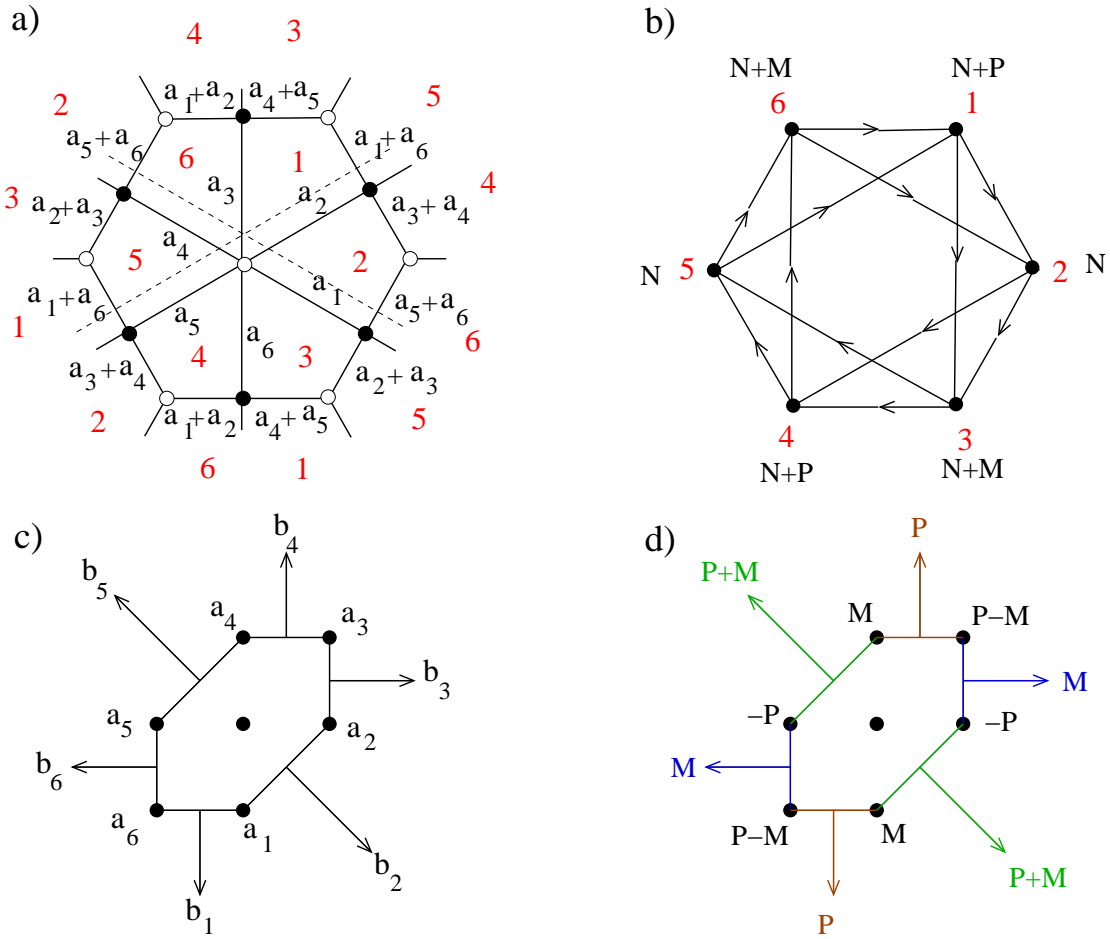 a)
4 3
2 a₁+a₂ a₄+a₅ 5
a₅+a₆ 6 1 a₁+a₆
3 a₂+a₃ a₃ a₂ a₃+a₄ 4
a₄ 5 2
1 a₁+a₆ a₅ a₁ a₅+a₆ 6
a₃+a₄ 4 a₆ 3 a₂+a₃
2 a₁+a₂ a₄+a₅ 5
6 1
b)
N+M N+P
6 1
N 5 2 N
4 3
N+P N+M
c)
b₄
b₅
a₄ a₃
b₃
a₅ a₂
b₆
a₆ a₁
b₂
b₁
d)
P
P+M
M P−M
M
−P −P
M
P−M M
P+M
P